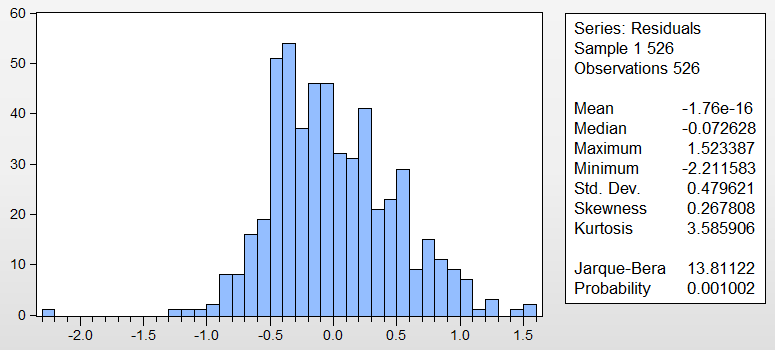 60
50
40
30
20
10
0
-2.0 -1.5 -1.0 -0.5 0.0 0.5 1.0 1.5
Series: Residuals
Sample 1 526
Observations 526
Mean -1.76e-16
Median -0.072628
Maximum 1.523387
Minimum -2.211583
Std. Dev. 0.479621
Skewness 0.267808
Kurtosis 3.585906
Jarque-Bera 13.81122
Probability 0.001002